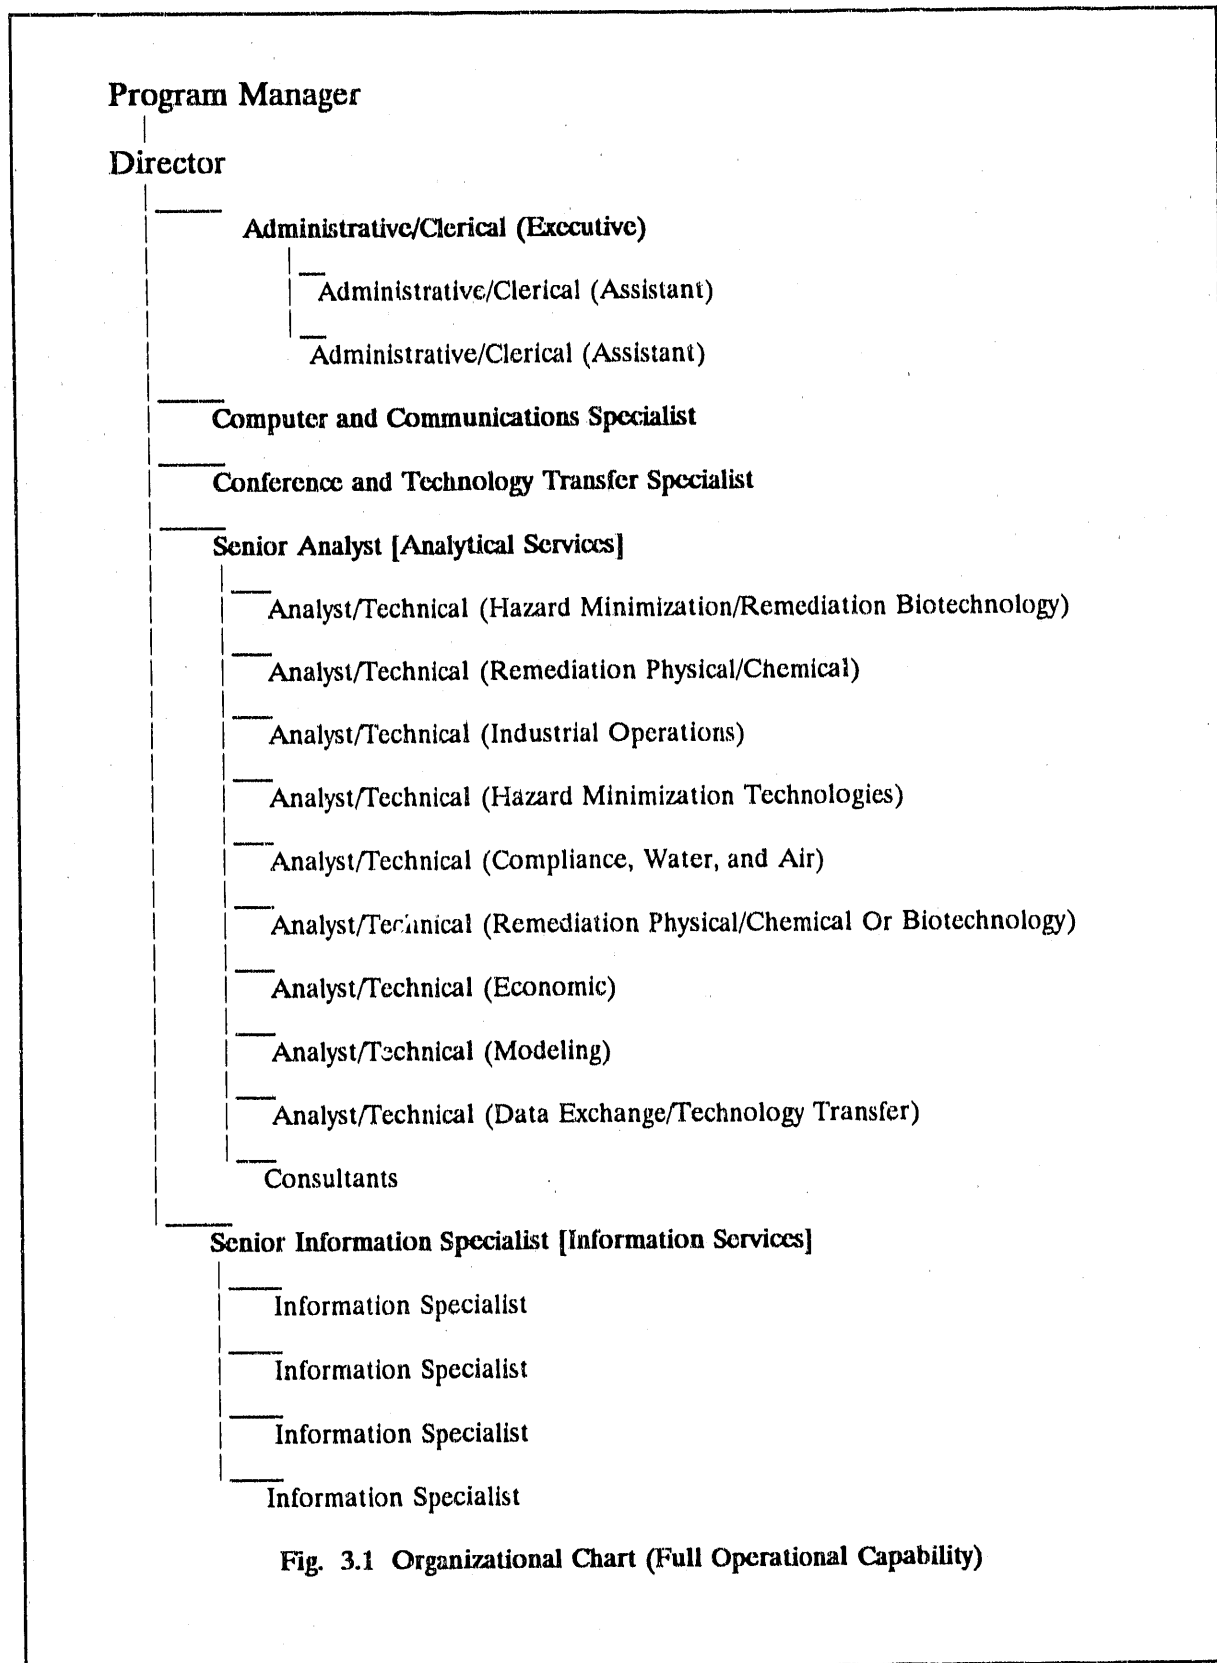 Program Manager
Director
Administrative/Clerical (Executive)
Administrative/Clerical (Assistant)
Administrative/Clerical (Assistant)
Computer and Communications Specialist
Conference and Technology Transfer Specialist
Senior Analyst [Analytical Services]
Analyst/Technical (Hazard Minimization/Remediation Biotechnology)
Analyst/Technical (Remediation Physical/Chemical)
Analyst/Technical (Industrial Operations)
Analyst/Technical (Hazard Minimization Technologies)
Analyst/Technical (Compliance, Water, and Air)
Analyst/Technical (Remediation Physical/Chemical Or Biotechnology)
Analyst/Technical (Economic)
Analyst/Technical (Modeling)
Analyst/Technical (Data Exchange/Technology Transfer)
Consultants
Senior Information Specialist [Information Services]
Information Specialist
Information Specialist
Information Specialist
Information Specialist
Fig. 3.1 Organizational Chart (Full Operational Capability)